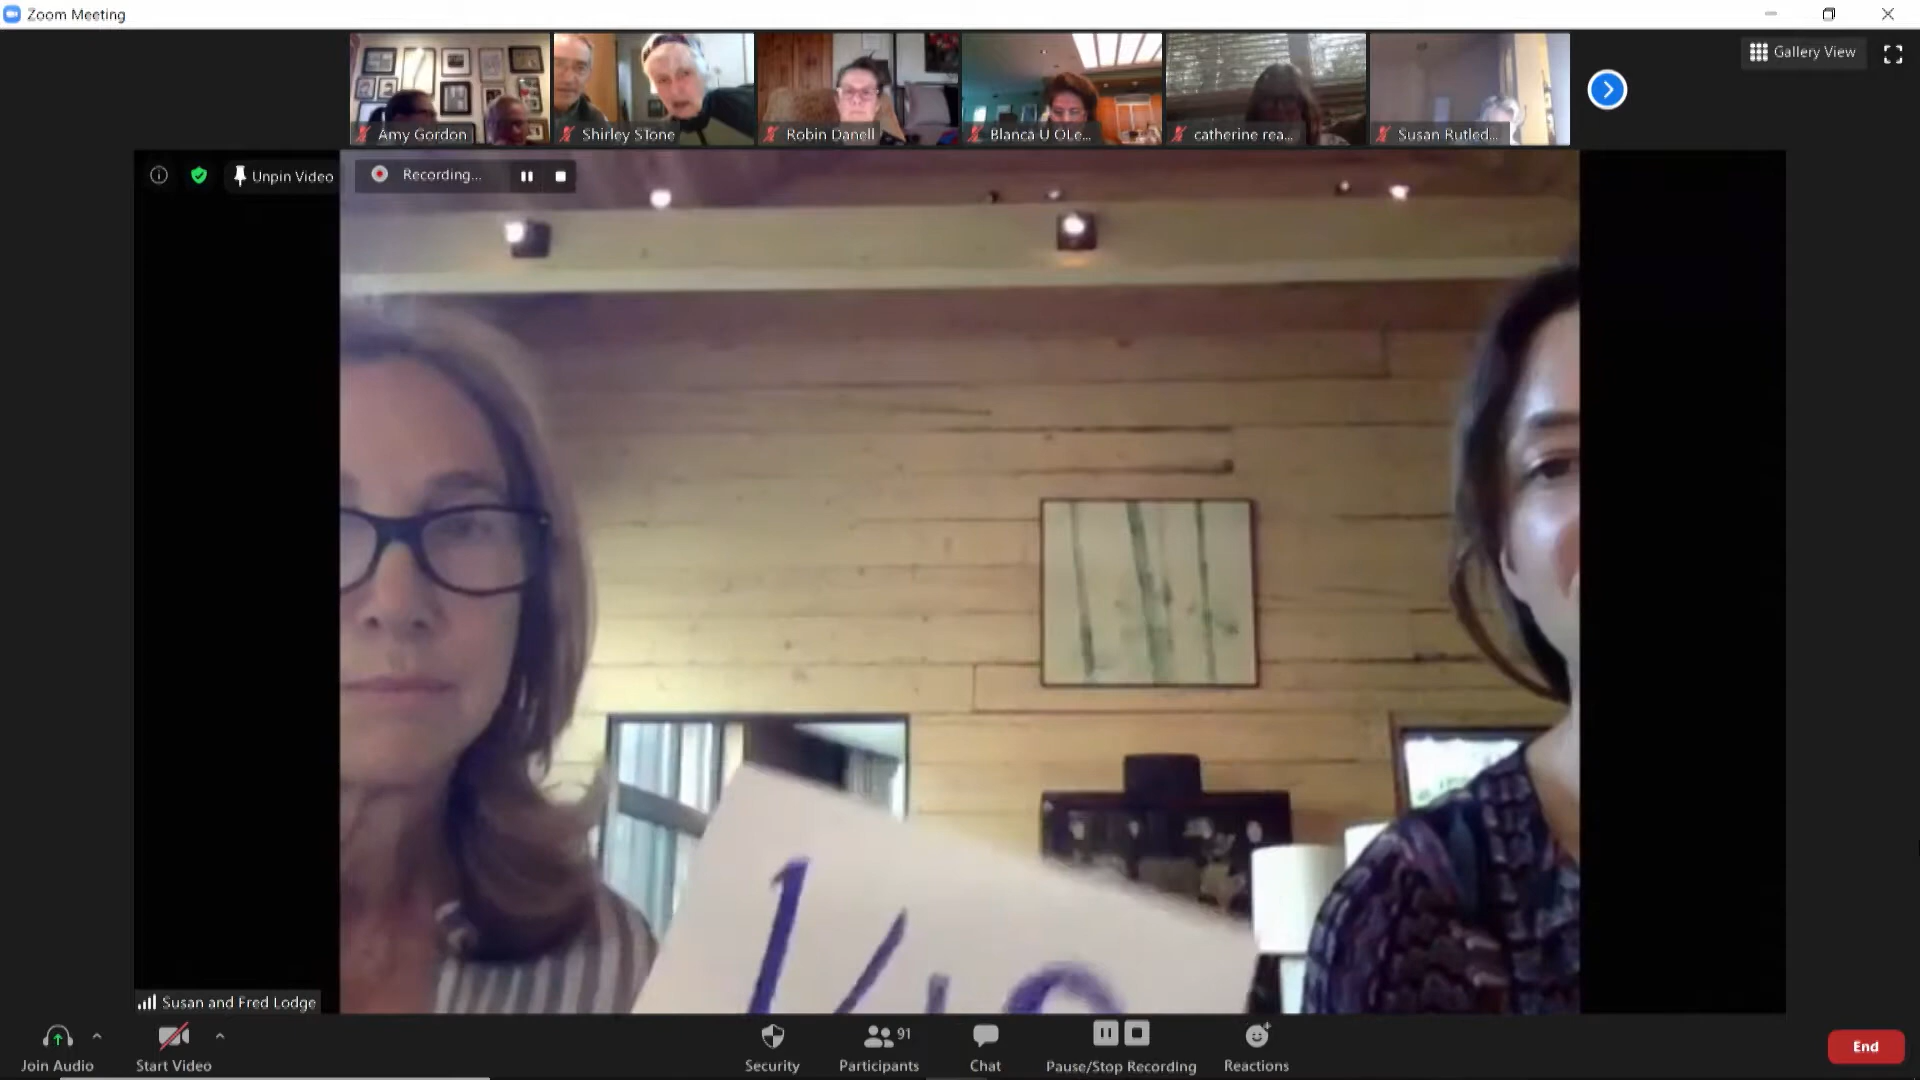 Zoom Meeting
Amy Gordon
Shirley STone
Robin Danell
Blanca U OLe...
catherine rea...
Susan Rutled...
Gallery View
Unpin Video
Recording...
Susan and Fred Lodge
Join Audio
Start Video
Security
91
Participants
Chat
Pause/Stop Recording
Reactions
End